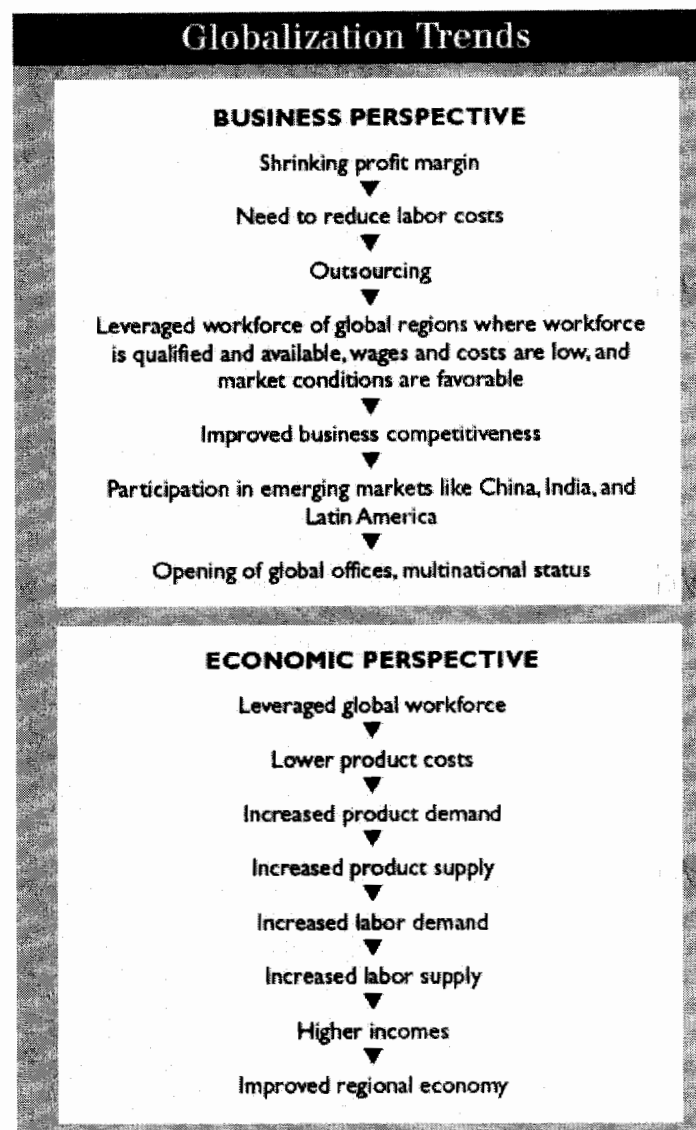 Globalization Trends
BUSINESS PERSPECTIVE
Shrinking profit margin
Need to reduce labor costs
Outsourcing
Leveraged workforce of global regions where workforce
is qualified and available, wages and costs are low, and
market conditions are favorable
Improved business competitiveness
Participation in emerging markets like China, India, and
Latin America
Opening of global offices, multinational status
ECONOMIC PERSPECTIVE
Leveraged global workforce
Lower product costs
Increased product demand
Increased product supply
Increased labor demand
Increased labor supply
Higher incomes
Improved regional economy